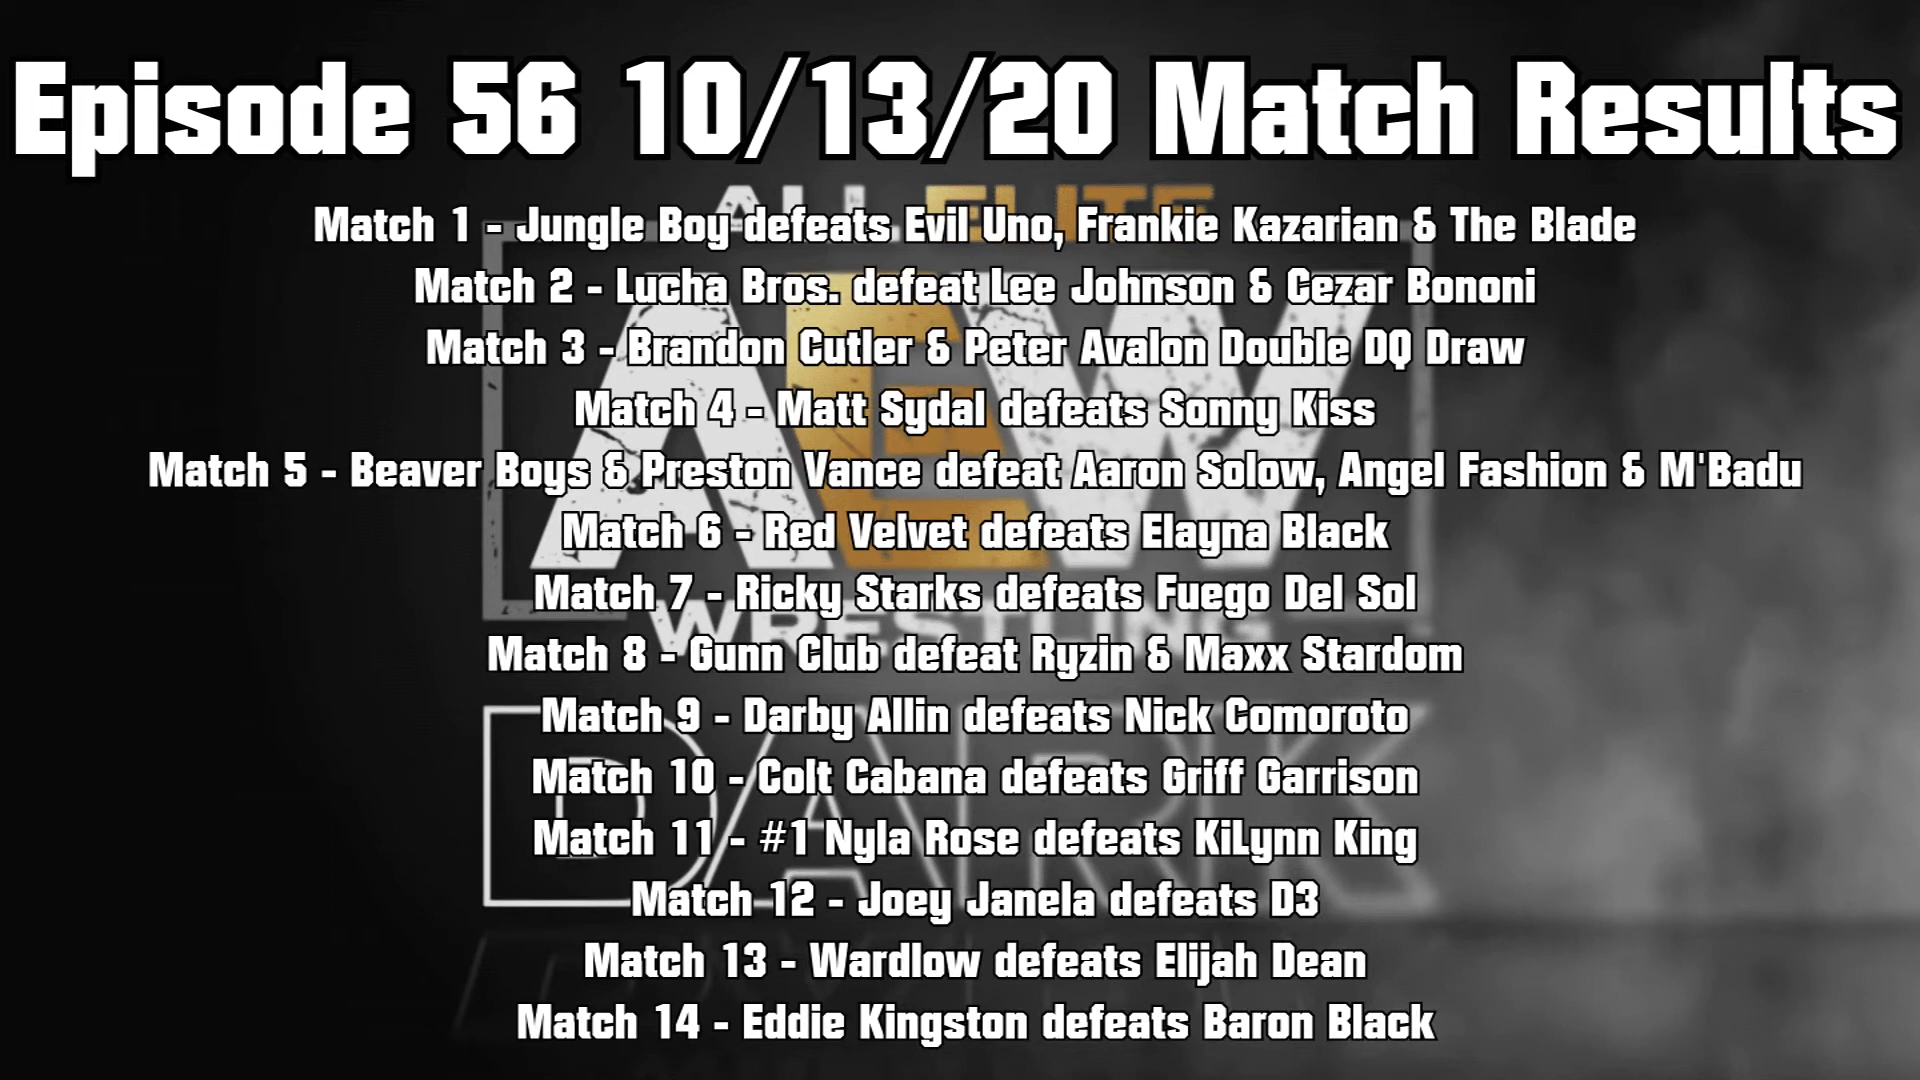 Episode 56 10/13/20 Match Results
ALL ELITE
Match 1 - Jungle Boy defeats Evil Uno, Frankie Kazarian & The Blade
Match 2 - Lucha Bros. defeat Lee Johnson & Cezar Bononi
Match 3 - Brandon Cutler & Peter Avalon Double DQ Draw
AEW
Match 4 - Matt Sydal defeats Sonny Kiss
Match 5 - Beaver Boys & Preston Vance defeat Aaron Solow, Angel Fashion & M'Badu
Match 6 - Red Velvet defeats Elayna Black
Match 7 - Ricky Starks defeats Fuego Del Sol
WRESTLING
Match 8 - Gunn Club defeat Ryzin & Maxx Stardom
Match 9 - Darby Allin defeats Nick Comoroto
Match 10 - Colt Cabana defeats Griff Garrison
DARK
Match 11 - #1 Nyla Rose defeats KiLynn King
Match 12 - Joey Janela defeats D3
Match 13 - Wardlow defeats Elijah Dean
Match 14 - Eddie Kingston defeats Baron Black